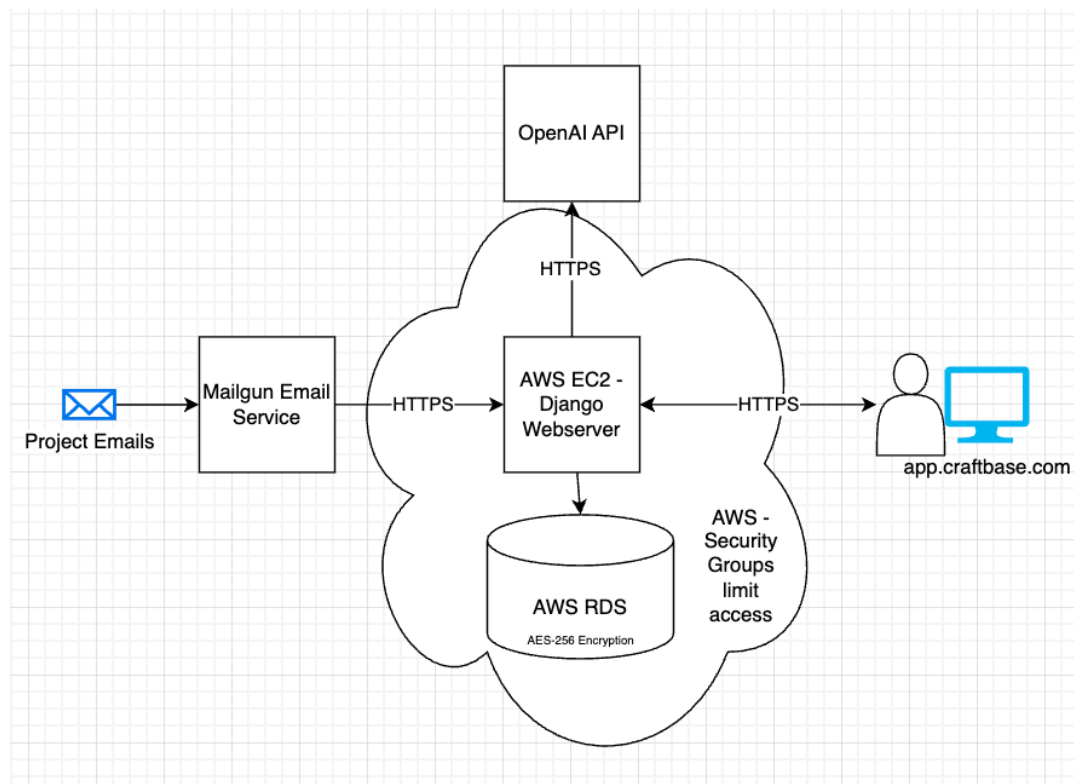 OpenAI API
HTTPS
Mailgun Email
Service
HTTPS
AWS EC2 -
Django
Webserver
HTTPS
Project Emails
app.craftbase.com
AWS -
Security
Groups
limit
access
AWS RDS
AES-256 Encryption